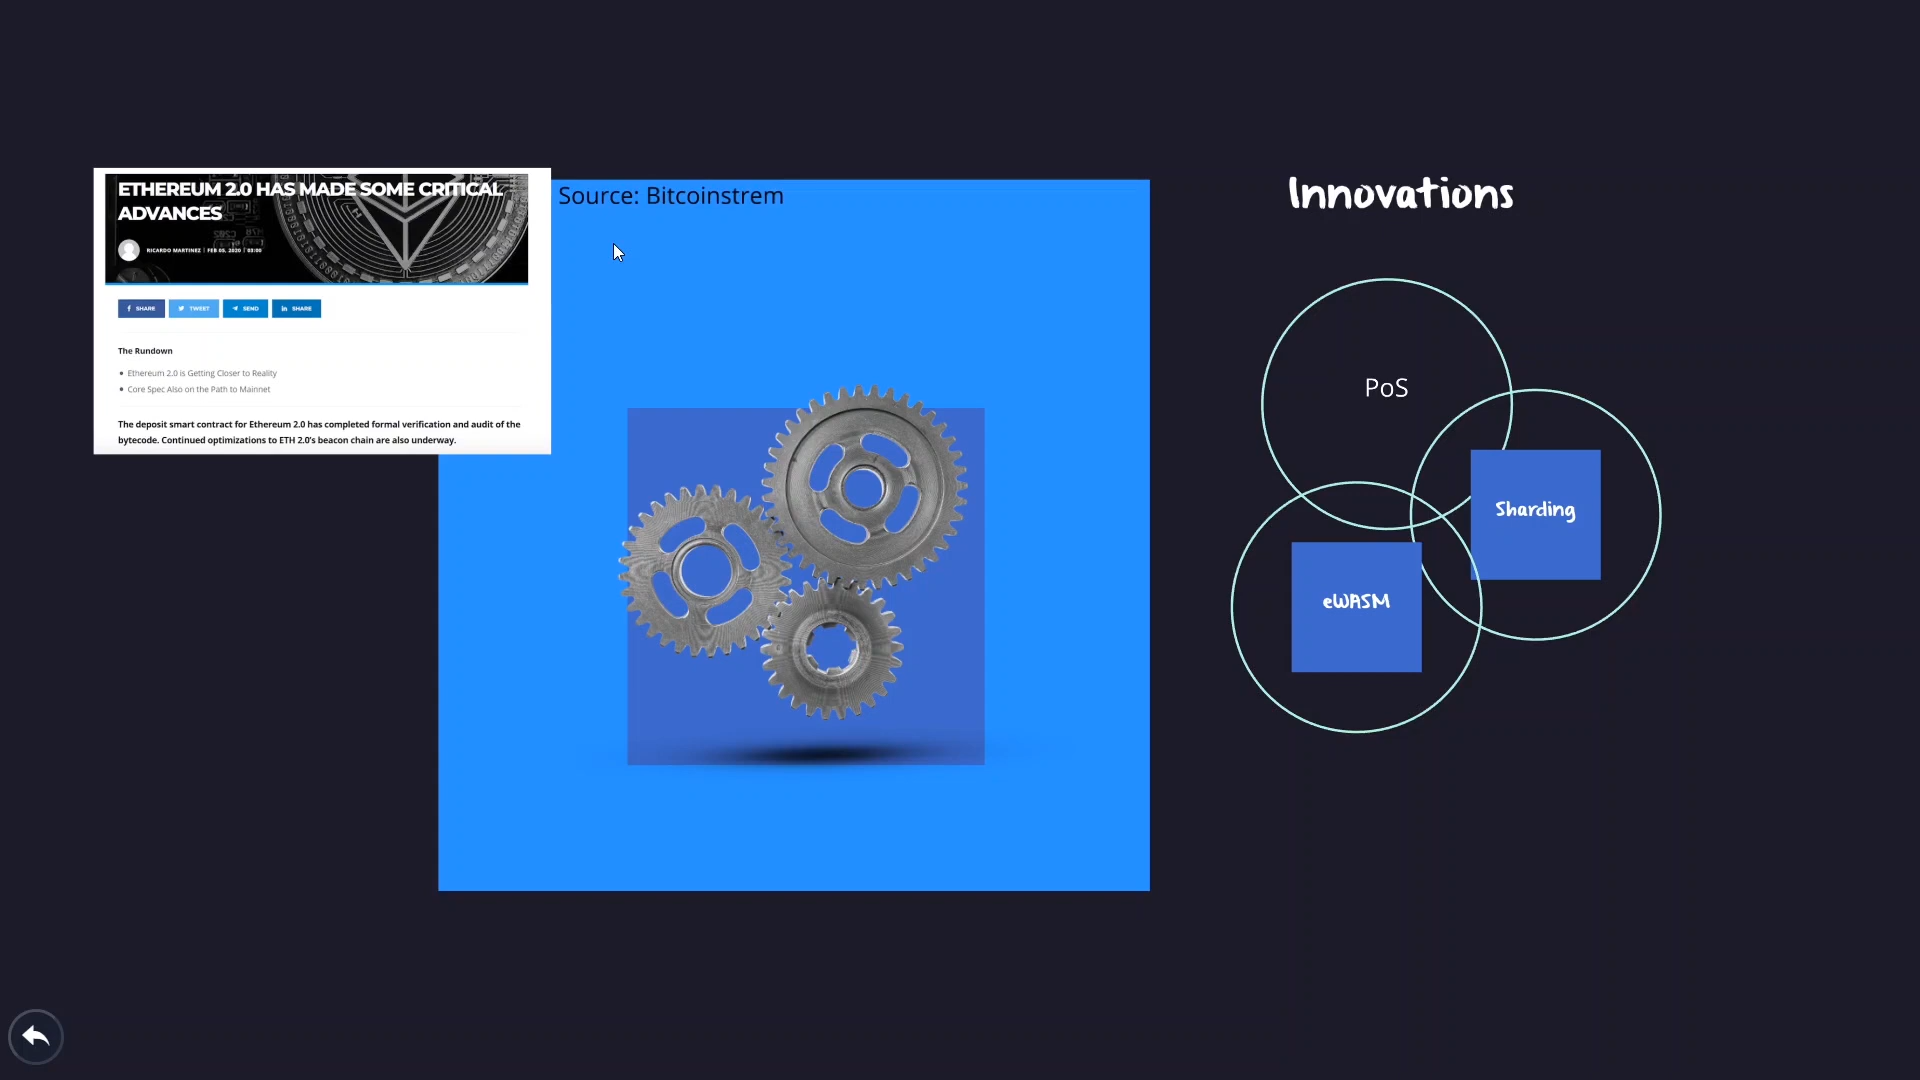 ETHEREUM 2.0 HAS MADE SOME CRITICAL
ADVANCES
RICARDO MARTINEZ | FEB 05, 2020 | 03:00
SHARE
TWEET
SEND
SHARE
The Rundown
Ethereum 2.0 is Getting Closer to Reality
Core Spec Also on the Path to Mainnet
The deposit smart contract for Ethereum 2.0 has completed formal verification and audit of the
bytecode. Continued optimizations to ETH 2.0's beacon chain are also underway.
Source: Bitcoinstrem
Innovations
PoS
Sharding
eWASM